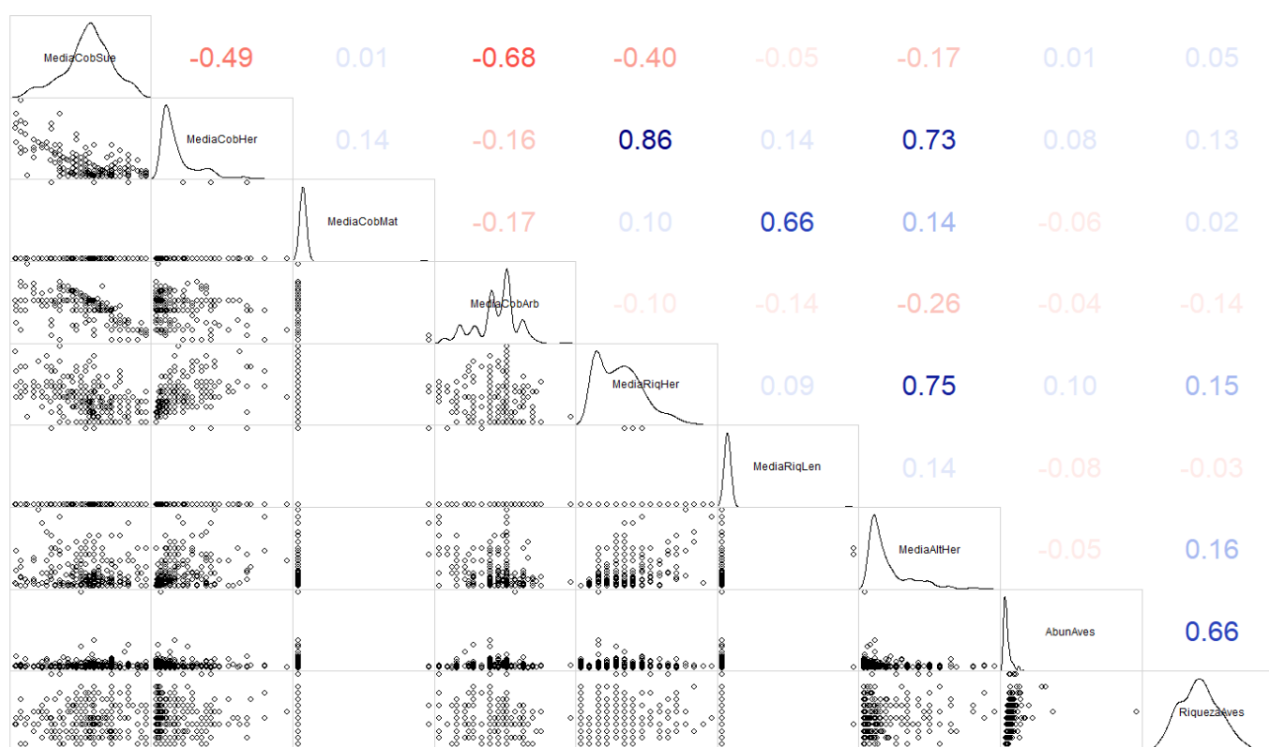 MediaCobSue -0.49 0.01 -0.68 -0.40 -0.05 -0.17 0.01 0.05
MediaCobHer 0.14 -0.16 0.86 0.14 0.73 0.08 0.13
MediaCobMat -0.17 0.10 0.66 0.14 -0.06 0.02
MediaCobArb -0.10 -0.14 -0.26 -0.04 -0.14
MediaRiqHer 0.09 0.75 0.10 0.15
MediaRiqLen 0.14 -0.08 -0.03
MediaAltHer -0.05 0.16
AbunAves 0.66
RiquezaAves